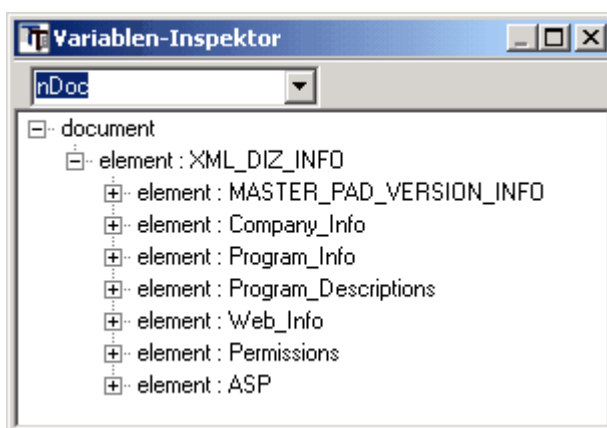 Variablen-Inspektor
nDoc
document
element : XML_DIZ_INFO
element : MASTER_PAD_VERSION_INFO
element : Company_Info
element : Program_Info
element : Program_Descriptions
element : Web_Info
element : Permissions
element : ASP